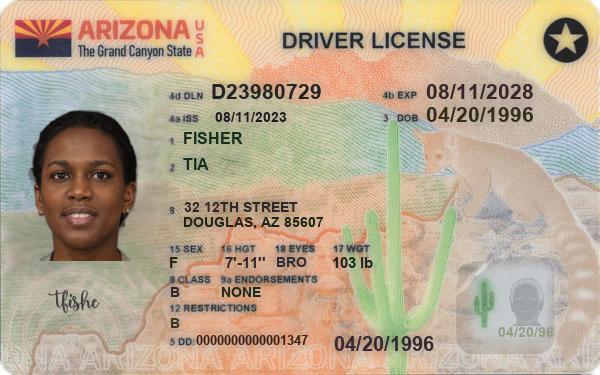 ARIZONA USA
The Grand Canyon State
DRIVER LICENSE
4d DLN D23980729 4b EXP 08/11/2028
4a ISS 08/11/2023 3 DOB 04/20/1996
1 FISHER
2 TIA
8 32 12TH STREET
DOUGLAS, AZ 85607
15 SEX 16 HGT 18 EYES 17 WGT
F 7'-11" BRO 103 lb
9 CLASS 9a ENDORSEMENTS
B NONE
tfishe
12 RESTRICTIONS
B
04/20/96
5 DD: 0000000000001347 04/20/1996
ARIZONA ARIZONA ARIZONA ARIZONA